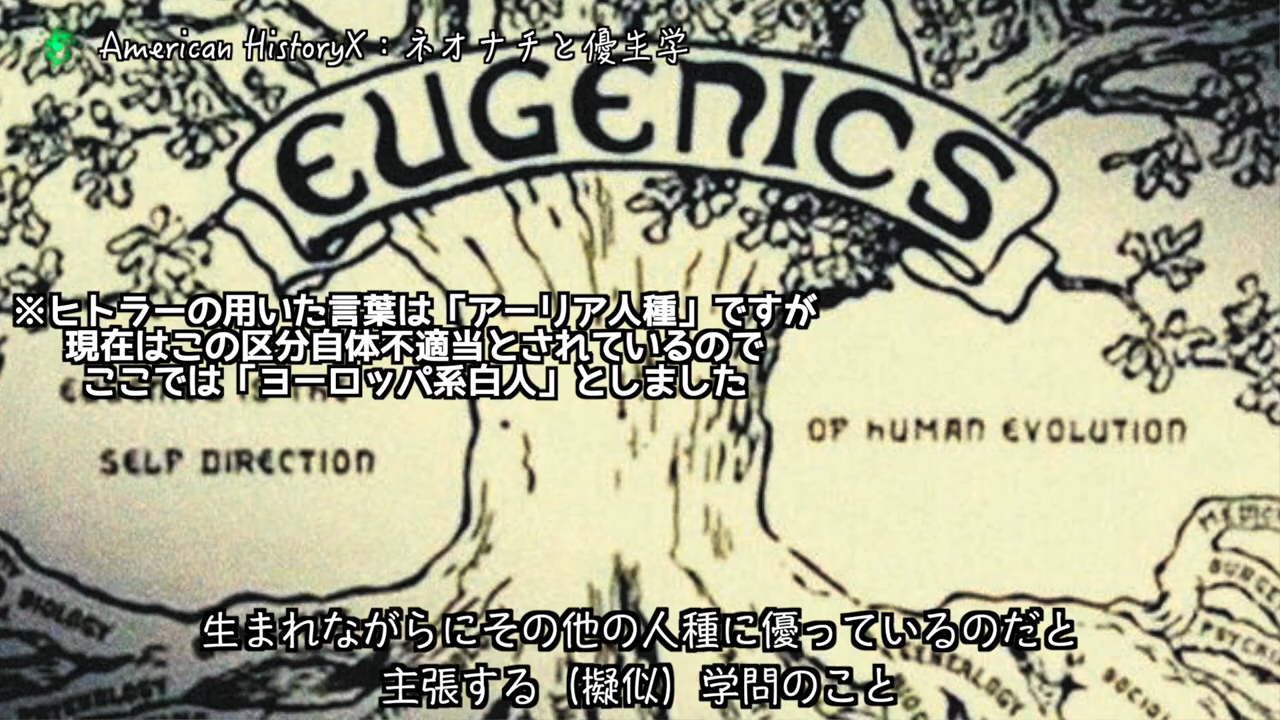 American HistoryX：ネオナチと優生学
EUGENICS
※ヒトラーの用いた言葉は「アーリア人種」ですが
現在はこの区分自体不適当とされているので
ここでは「ヨーロッパ系白人」としました
SELF DIRECTION
OF HUMAN EVOLUTION
BIOLOGY
GENEALOGY
生まれながらにその他の人種に優っているのだと
主張する（擬似）学問のこと